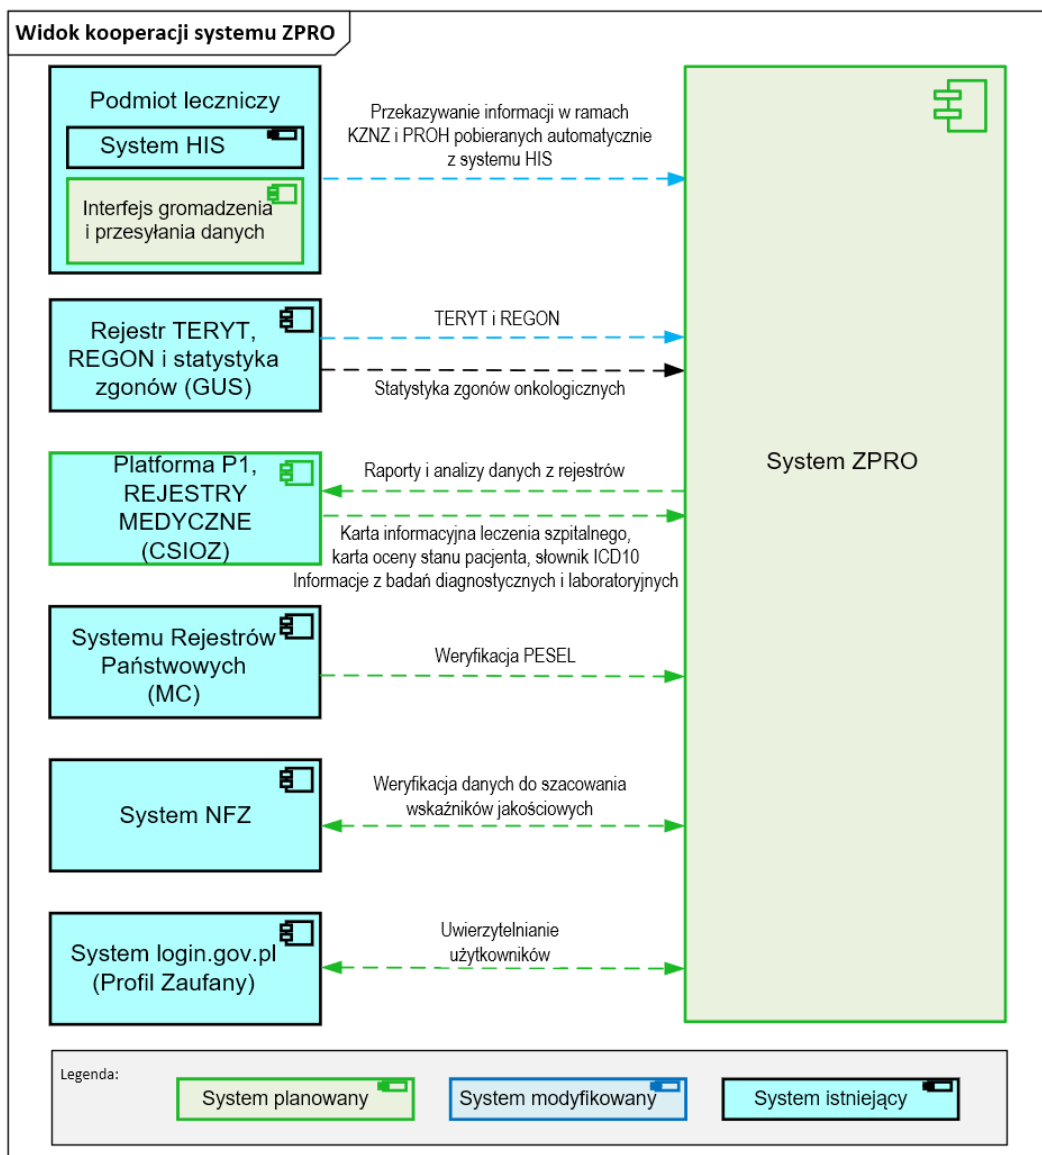 Widok kooperacji systemu ZPRO
Podmiot leczniczy
System HIS
Interfejs gromadzenia
i przesyłania danych
Przekazywanie informacji w ramach
KZNZ i PROH pobieranych automatycznie
z systemu HIS
Rejestr TERYT,
REGON i statystyka
zgonów (GUS)
TERYT i REGON
Statystyka zgonów onkologicznych
System ZPRO
Platforma P1,
REJESTRY
MEDYCZNE
(CSIOZ)
Raporty i analizy danych z rejestrów
Karta informacyjna leczenia szpitalnego,
karta oceny stanu pacjenta, słownik ICD10
Informacje z badań diagnostycznych i laboratoryjnych
Systemu Rejestrów
Państwowych
(MC)
Weryfikacja PESEL
System NFZ
Weryfikacja danych do szacowania
wskaźników jakościowych
System login.gov.pl
(Profil Zaufany)
Uwierzytelnianie
użytkowników
Legenda:
System planowany
System modyfikowany
System istniejący